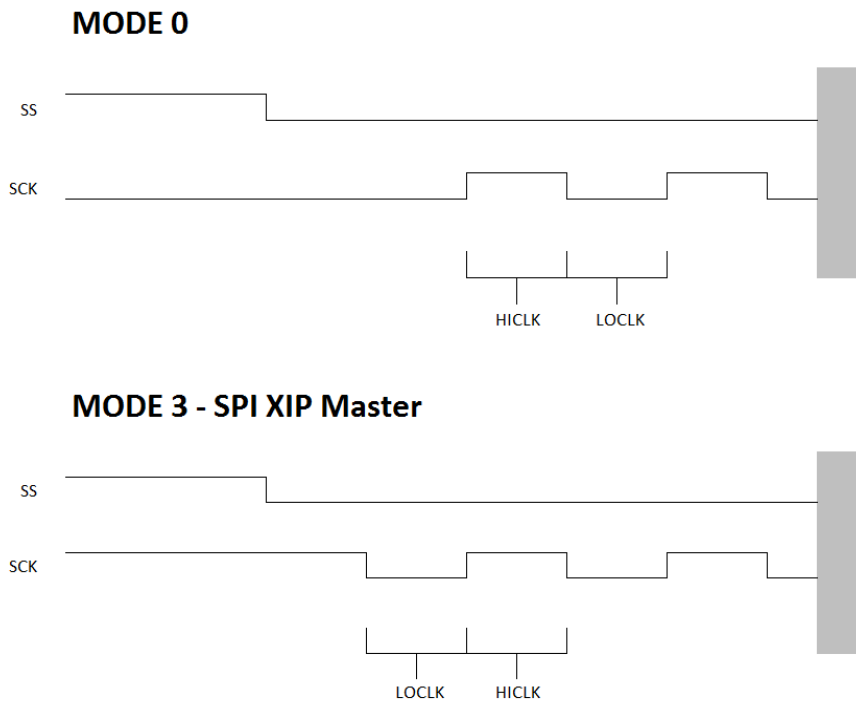 MODE 0
SS
SCK
HICLK LOCLK
MODE 3 - SPI XIP Master
SS
SCK
LOCLK HICLK